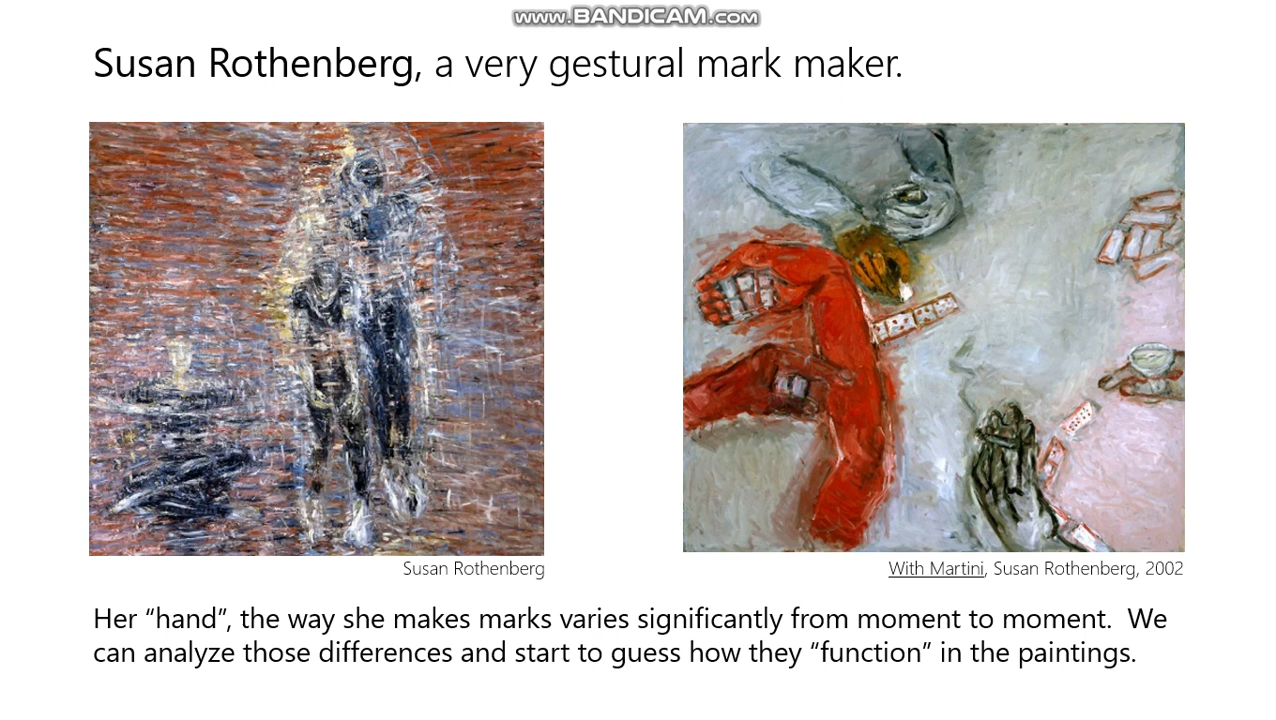 www.BANDICAM.com
Susan Rothenberg, a very gestural mark maker.
Susan Rothenberg
With Martini, Susan Rothenberg, 2002
Her “hand”, the way she makes marks varies significantly from moment to moment.  We
can analyze those differences and start to guess how they “function” in the paintings.